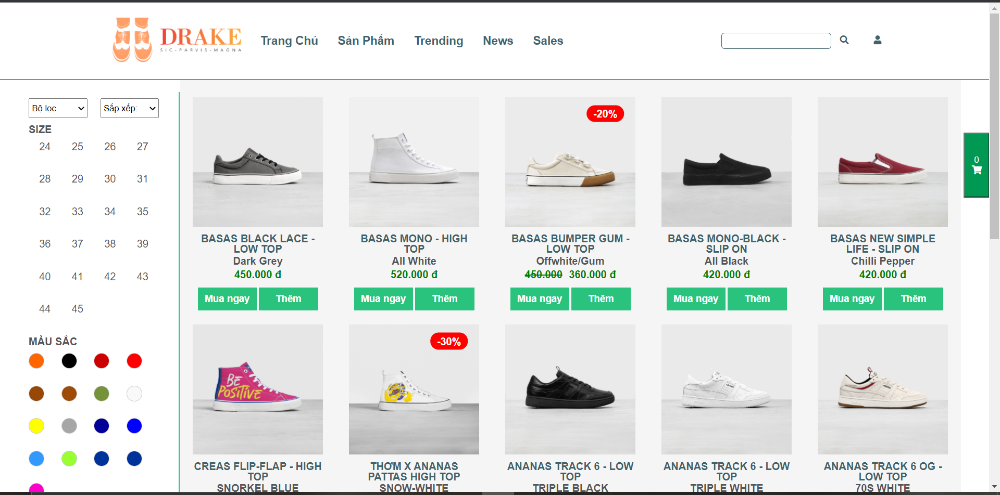 DRAKE
SIC-PARVIS-MAGNA
Trang Chủ
Sản Phẩm
Trending
News
Sales
Bộ lọc
Sắp xếp:
SIZE
24 25 26 27
28 29 30 31
32 33 34 35
36 37 38 39
40 41 42 43
44 45
MÀU SẮC
0
BASAS BLACK LACE -
LOW TOP
Dark Grey
450.000 đ
Mua ngay
Thêm
BASAS MONO - HIGH
TOP
All White
520.000 đ
Mua ngay
Thêm
-20%
BASAS BUMPER GUM -
LOW TOP
Offwhite/Gum
450.000 360.000 đ
Mua ngay
Thêm
BASAS MONO-BLACK -
SLIP ON
All Black
420.000 đ
Mua ngay
Thêm
BASAS NEW SIMPLE
LIFE - SLIP ON
Chilli Pepper
420.000 đ
Mua ngay
Thêm
BE
POSITIVE
CREAS FLIP-FLAP - HIGH
TOP
SNORKEL BLUE
-30%
THƠM X ANANAS
PATTAS HIGH TOP
SNOW-WHITE
ANANAS TRACK 6 - LOW
TOP
TRIPLE BLACK
ANANAS TRACK 6 - LOW
TOP
TRIPLE WHITE
ANANAS TRACK 6 OG -
LOW TOP
70S WHITE